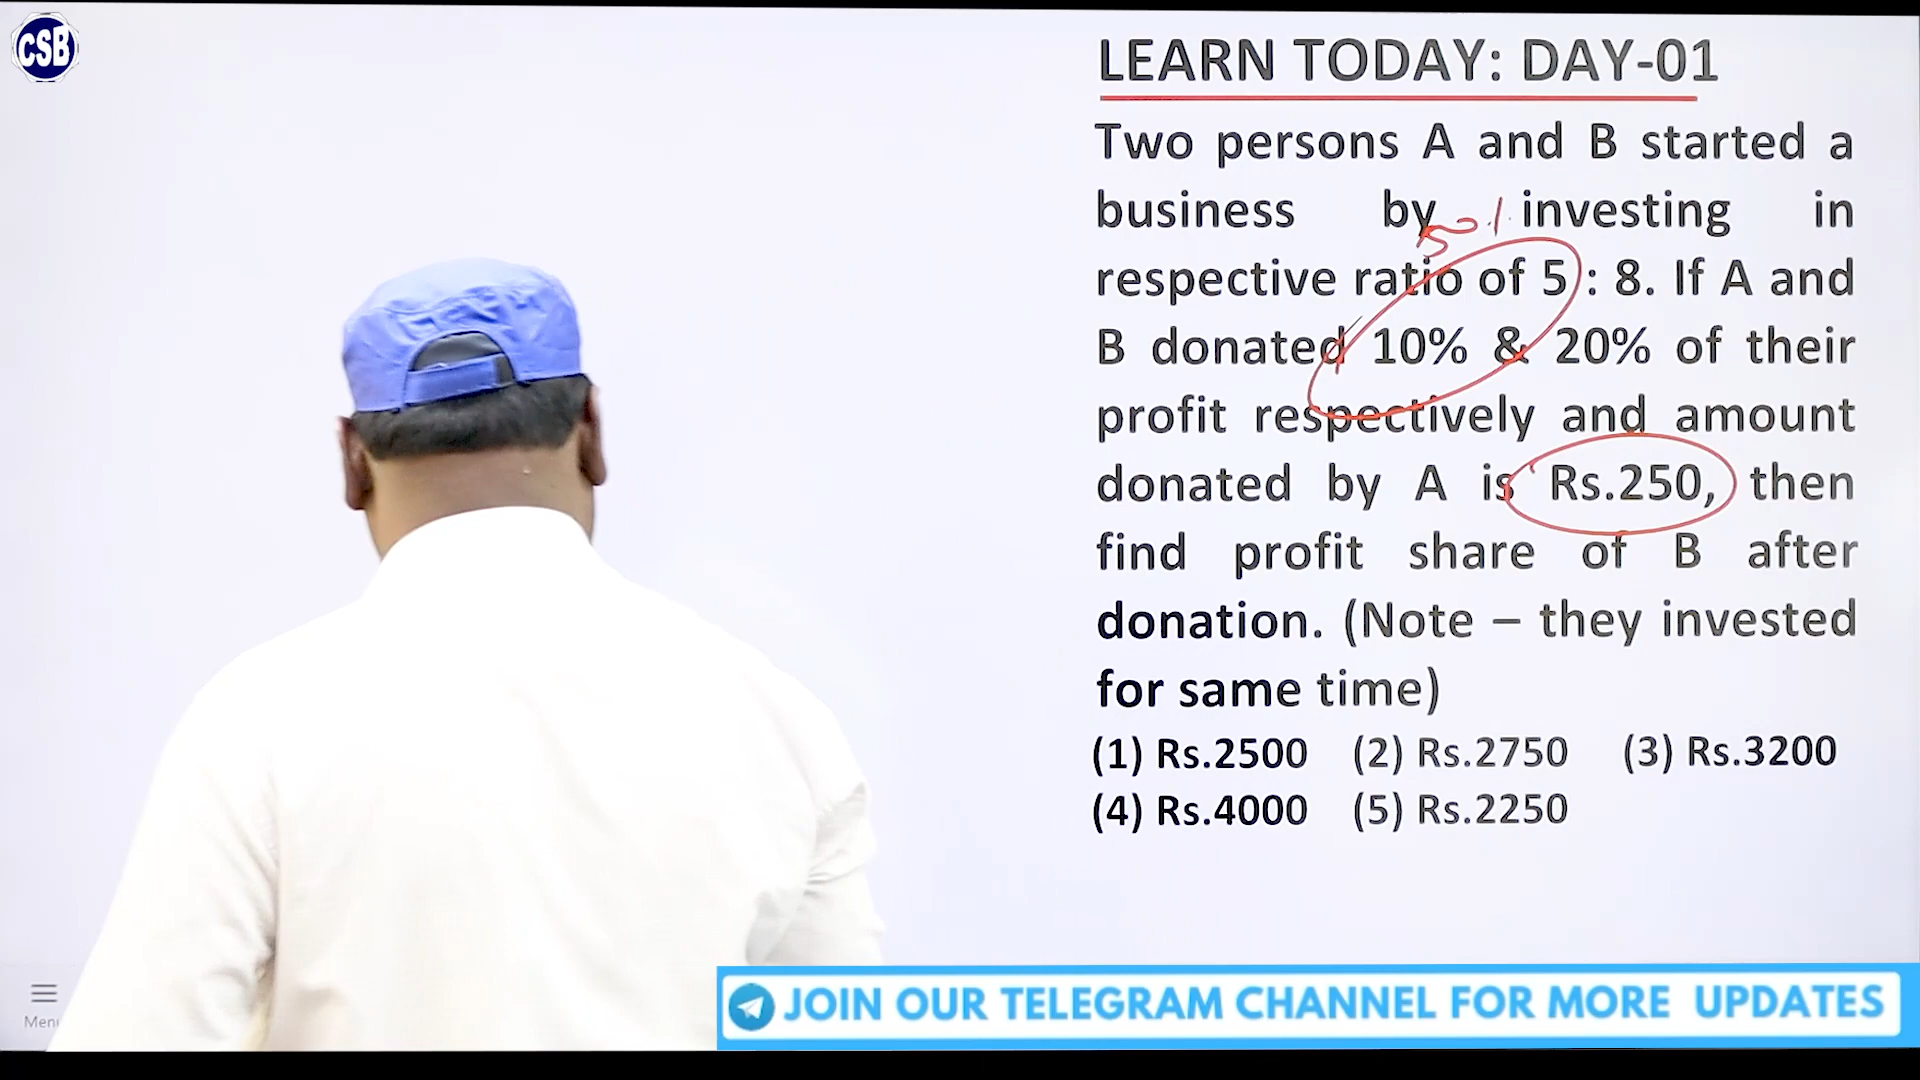 CSB
LEARN TODAY: DAY-01
Two persons A and B started a
business by investing in
50%
respective ratio of 5 : 8. If A and
B donated 10% & 20% of their
profit respectively and amount
donated by A is Rs.250, then
find profit share of B after
donation. (Note – they invested
for same time)
(1) Rs.2500 (2) Rs.2750 (3) Rs.3200
(4) Rs.4000 (5) Rs.2250
Menu
JOIN OUR TELEGRAM CHANNEL FOR MORE UPDATES